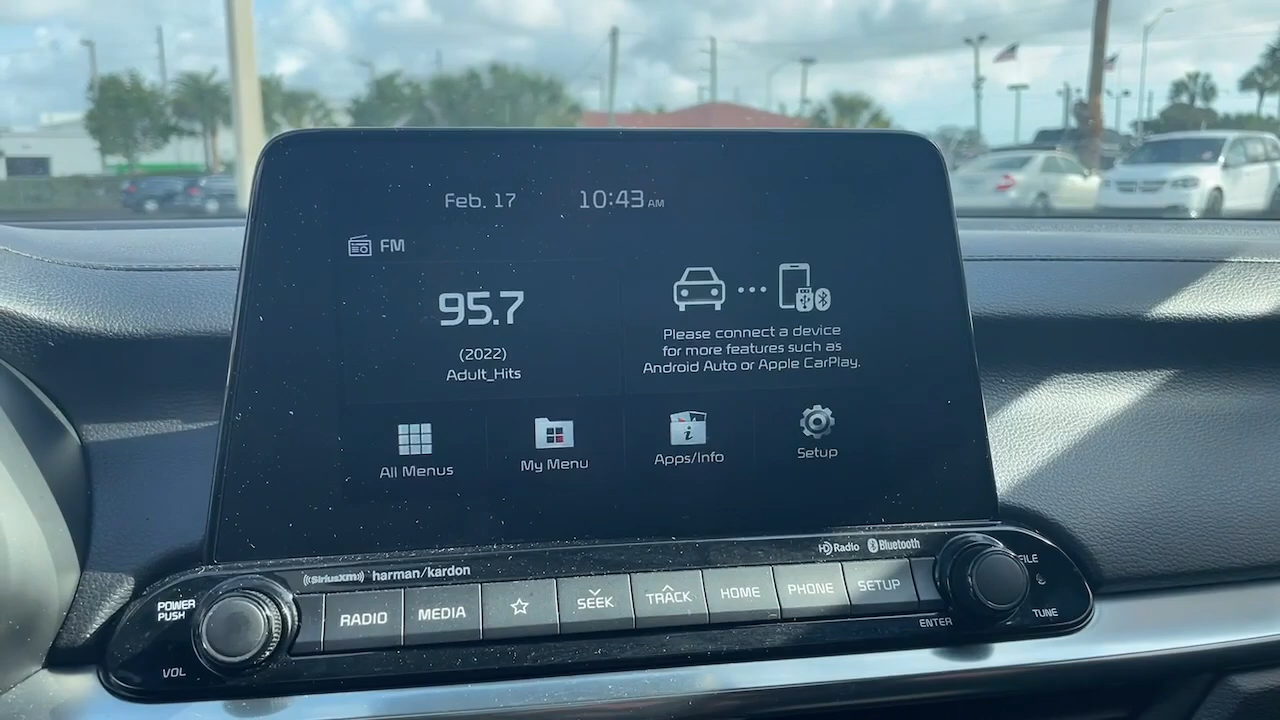 Feb. 17 10:43 AM
FM
95.7
(2022)
Adult_Hits
Please connect a device
for more features such as
Android Auto or Apple CarPlay.
All Menus
My Menu
Apps/Info
Setup
HD Radio Bluetooth
((SiriusXM)) harman/kardon
POWER
PUSH
VOL
RADIO
MEDIA
SEEK
TRACK
HOME
PHONE
SETUP
FILE
TUNE
ENTER